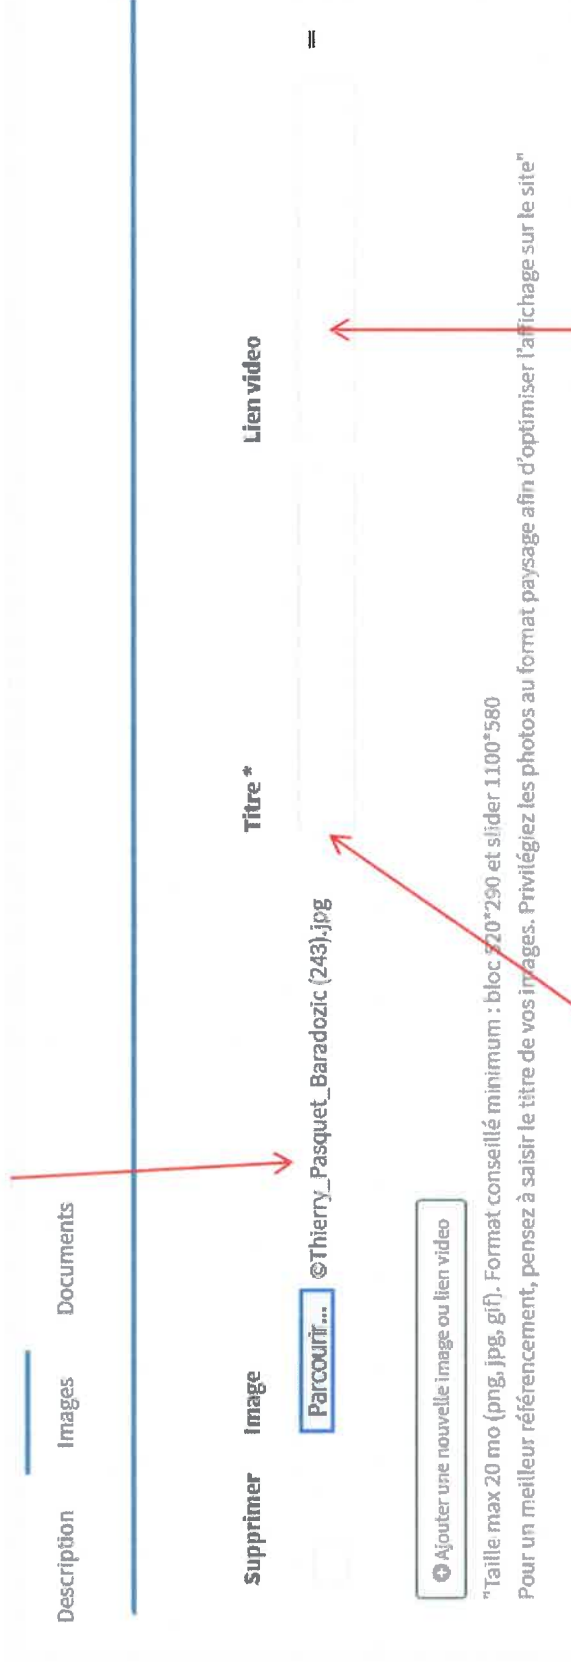 Description Images Documents
Supprimer Image Titre * Lien video
Parcourir... ©Thierry_Pasquet_Baradozic (243).jpg
Ajouter une nouvelle image ou lien video
"Taille max 20 mo (png, jpg, gif). Format conseillé minimum : bloc 520*290 et slider 1100*580
Pour un meilleur référencement, pensez à saisir le titre de vos images. Privilégiez les photos au format paysage afin d'optimiser l'affichage sur le site"